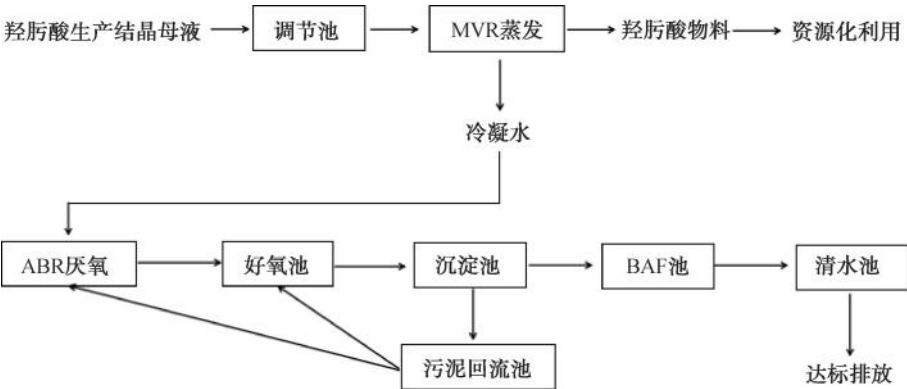 羟肟酸生产结晶母液
调节池
MVR蒸发
羟肟酸物料
资源化利用
冷凝水
ABR厌氧
好氧池
沉淀池
BAF池
清水池
污泥回流池
达标排放